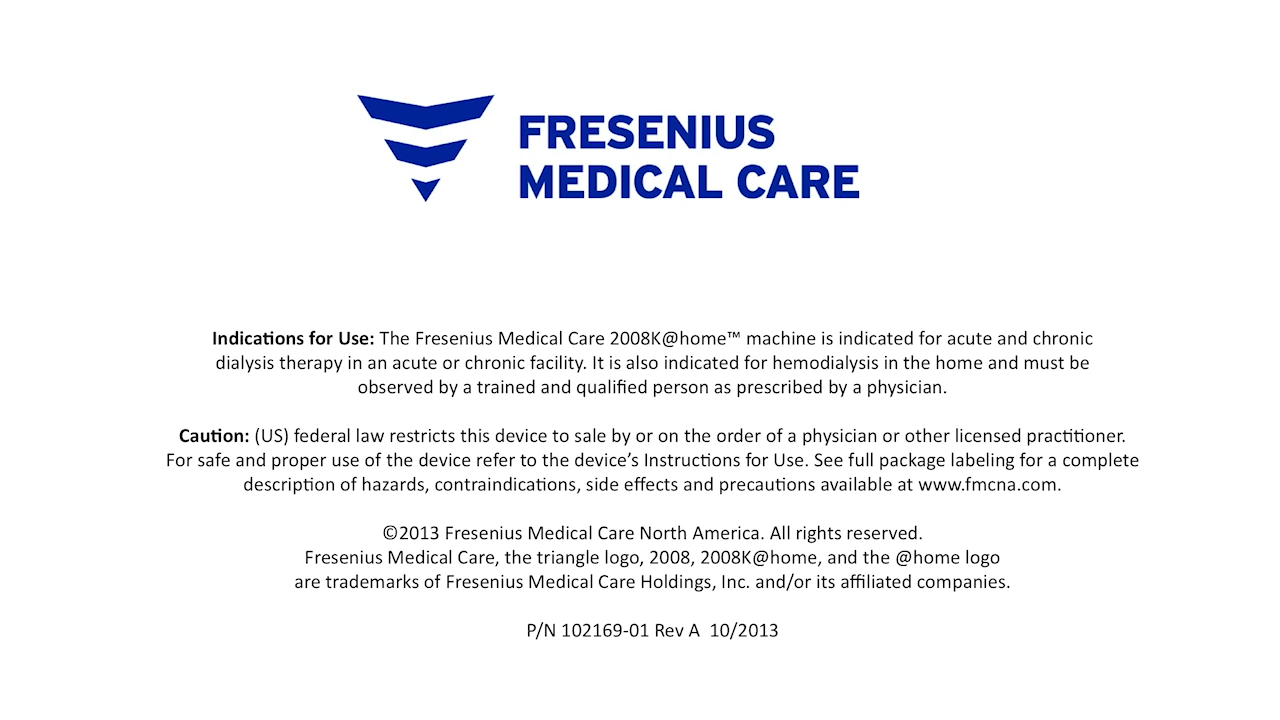 FRESENIUS
MEDICAL CARE
Indications for Use: The Fresenius Medical Care 2008K@home™ machine is indicated for acute and chronic
dialysis therapy in an acute or chronic facility. It is also indicated for hemodialysis in the home and must be
observed by a trained and qualified person as prescribed by a physician.
Caution: (US) federal law restricts this device to sale by or on the order of a physician or other licensed practitioner.
For safe and proper use of the device refer to the device’s Instructions for Use. See full package labeling for a complete
description of hazards, contraindications, side effects and precautions available at www.fmcna.com.
©2013 Fresenius Medical Care North America. All rights reserved.
Fresenius Medical Care, the triangle logo, 2008, 2008K@home, and the @home logo
are trademarks of Fresenius Medical Care Holdings, Inc. and/or its affiliated companies.
P/N 102169-01 Rev A  10/2013